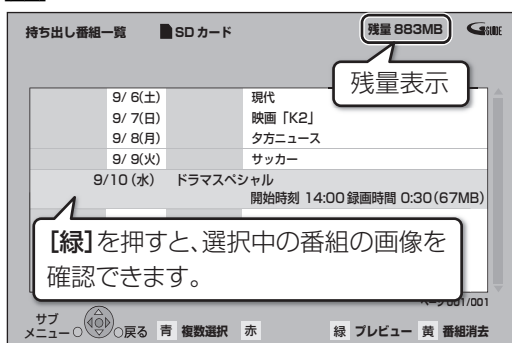 持ち出し番組一覧 SDカード 残量 883MB GGUIDE
残量表示
9/ 6(土) 現代
9/ 7(日) 映画「K2」
9/ 8(月) 夕方ニュース
9/ 9(火) サッカー
9/10(水) ドラマスペシャル
開始時刻 14:00 録画時間 0:30(67MB)
[緑]を押すと、選択中の番組の画像を
確認できます。
001/001
サブ
メニュー 戻る 青 複数選択 赤 緑 プレビュー 黄 番組消去